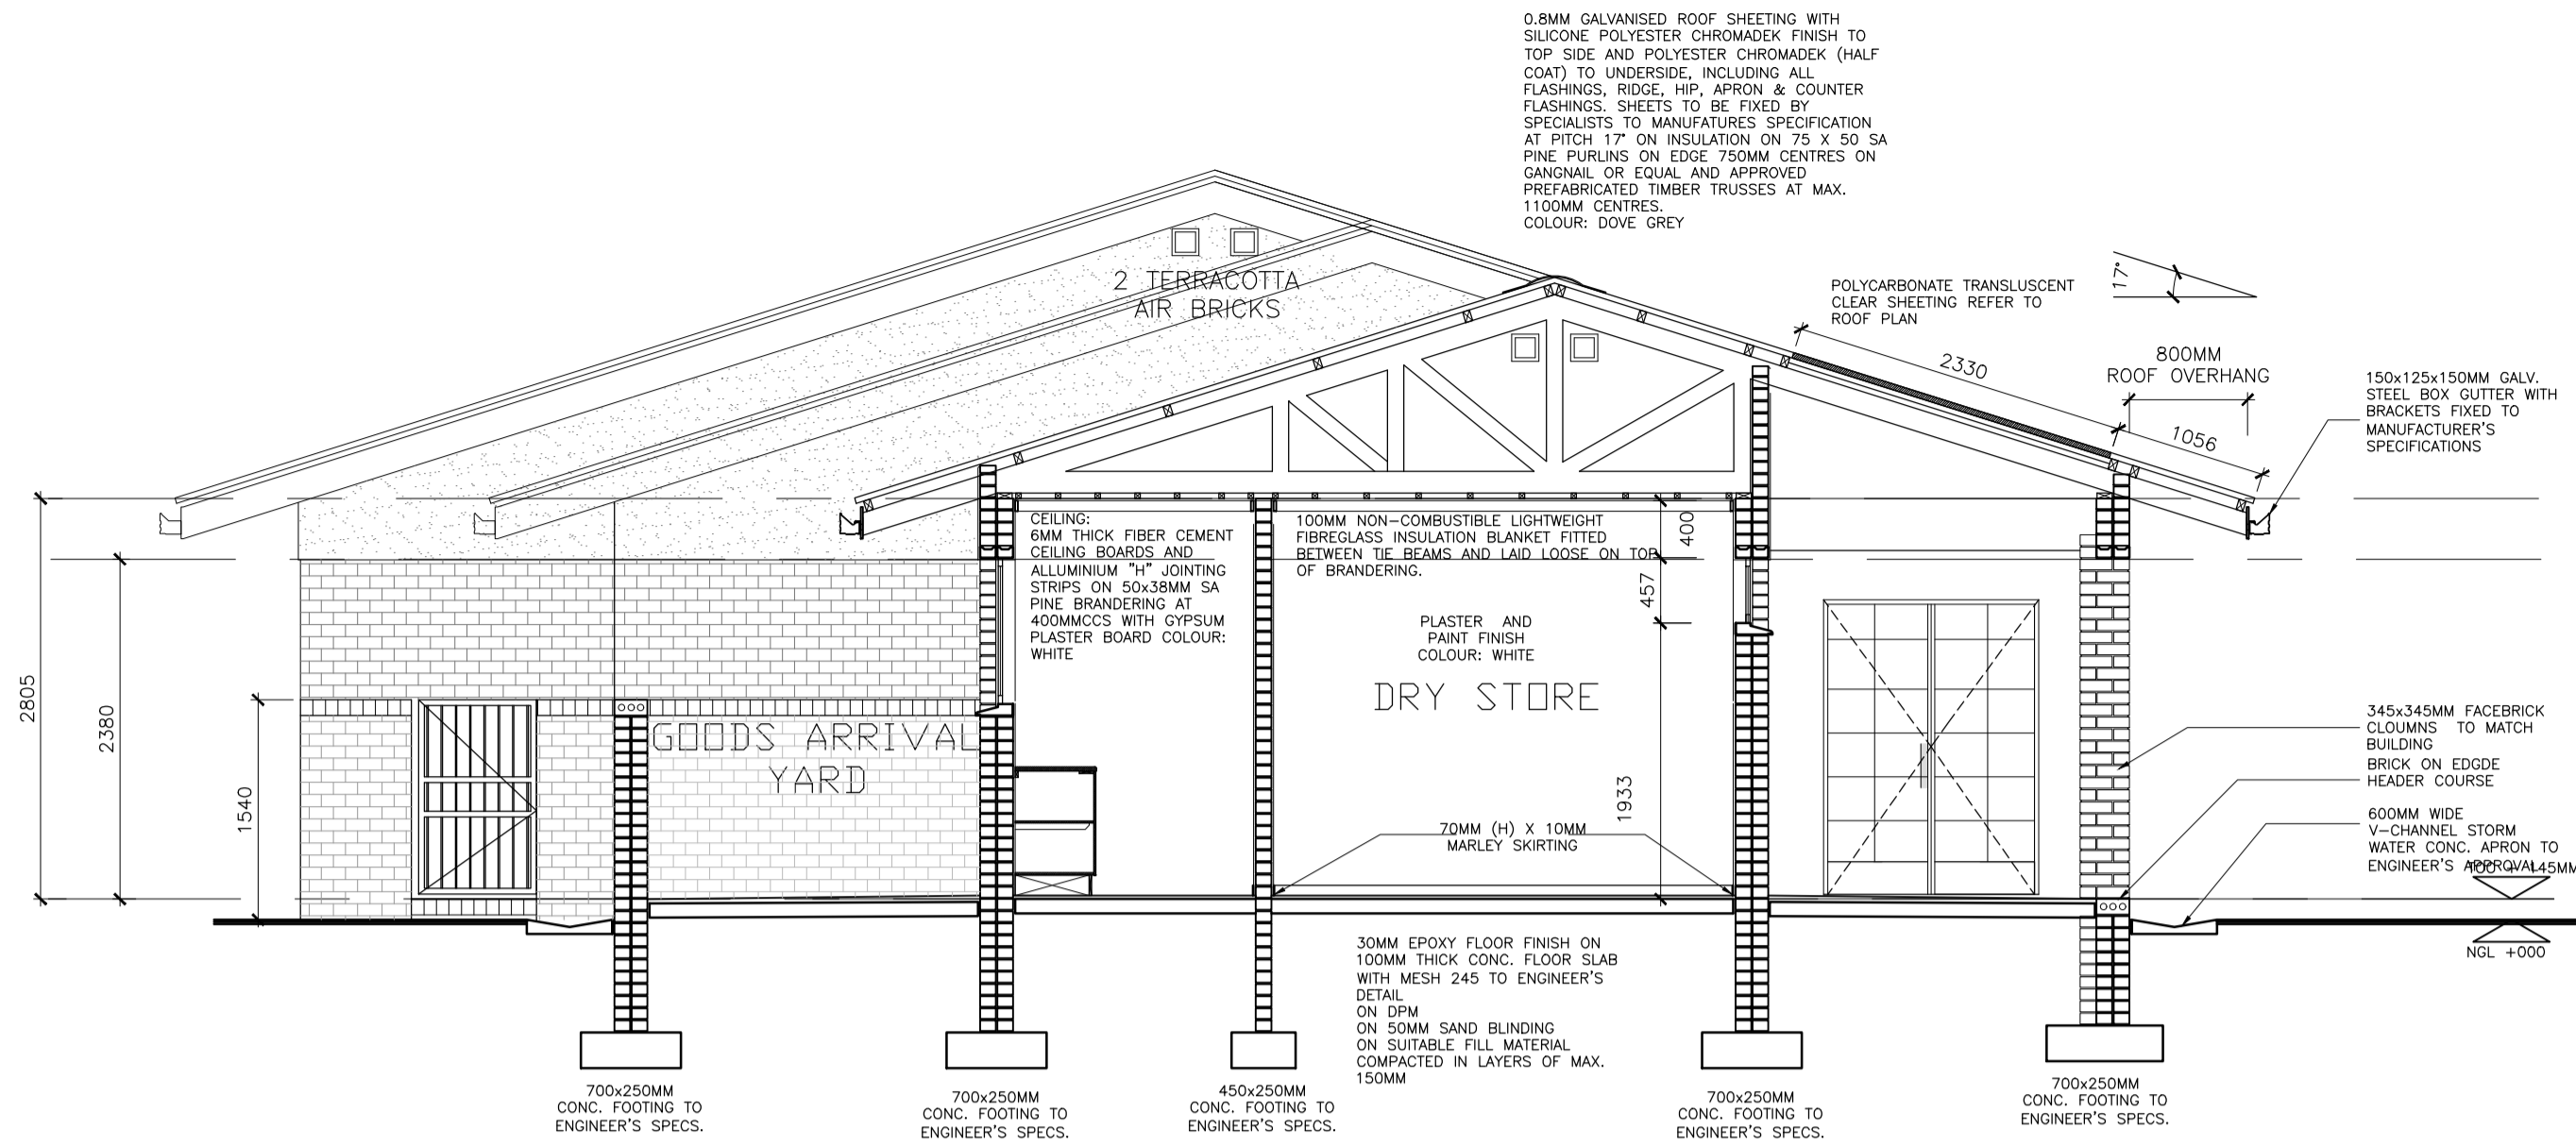 0.8MM GALVANISED ROOF SHEETING WITH
SILICONE POLYESTER CHROMADEK FINISH TO
TOP SIDE AND POLYESTER CHROMADEK (HALF
COAT) TO UNDERSIDE, INCLUDING ALL
FLASHINGS, RIDGE, HIP, APRON & COUNTER
FLASHINGS. SHEETS TO BE FIXED BY
SPECIALISTS TO MANUFATURES SPECIFICATION
AT PITCH 17° ON INSULATION ON 75 X 50 SA
PINE PURLINS ON EDGE 750MM CENTRES ON
GANGNAIL OR EQUAL AND APPROVED
PREFABRICATED TIMBER TRUSSES AT MAX.
1100MM CENTRES.
COLOUR: DOVE GREY
2 TERRACOTTA
AIR BRICKS
POLYCARBONATE TRANSLUSCENT
CLEAR SHEETING REFER TO
ROOF PLAN
17°
2330
800MM
ROOF OVERHANG
1056
150x125x150MM GALV.
STEEL BOX GUTTER WITH
BRACKETS FIXED TO
MANUFACTURER'S
SPECIFICATIONS
CEILING:
6MM THICK FIBER CEMENT
CEILING BOARDS AND
ALLUMINIUM "H" JOINTING
STRIPS ON 50x38MM SA
PINE BRANDERING AT
400MMCCS WITH GYPSUM
PLASTER BOARD COLOUR:
WHITE
100MM NON-COMBUSTIBLE LIGHTWEIGHT
FIBREGLASS INSULATION BLANKET FITTED
BETWEEN TIE BEAMS AND LAID LOOSE ON TOP
OF BRANDERING.
400
457
1933
PLASTER AND
PAINT FINISH
COLOUR: WHITE
DRY STORE
2805
2380
1540
GOODS ARRIVAL
YARD
70MM (H) X 10MM
MARLEY SKIRTING
345x345MM FACEBRICK
CLOUMNS TO MATCH
BUILDING
BRICK ON EDGDE
HEADER COURSE
600MM WIDE
V-CHANNEL STORM
WATER CONC. APRON TO
ENGINEER'S APPROVAL
145MM
NGL +000
30MM EPOXY FLOOR FINISH ON
100MM THICK CONC. FLOOR SLAB
WITH MESH 245 TO ENGINEER'S
DETAIL
ON DPM
ON 50MM SAND BLINDING
ON SUITABLE FILL MATERIAL
COMPACTED IN LAYERS OF MAX.
150MM
700x250MM
CONC. FOOTING TO
ENGINEER'S SPECS.
700x250MM
CONC. FOOTING TO
ENGINEER'S SPECS.
450x250MM
CONC. FOOTING TO
ENGINEER'S SPECS.
700x250MM
CONC. FOOTING TO
ENGINEER'S SPECS.
700x250MM
CONC. FOOTING TO
ENGINEER'S SPECS.